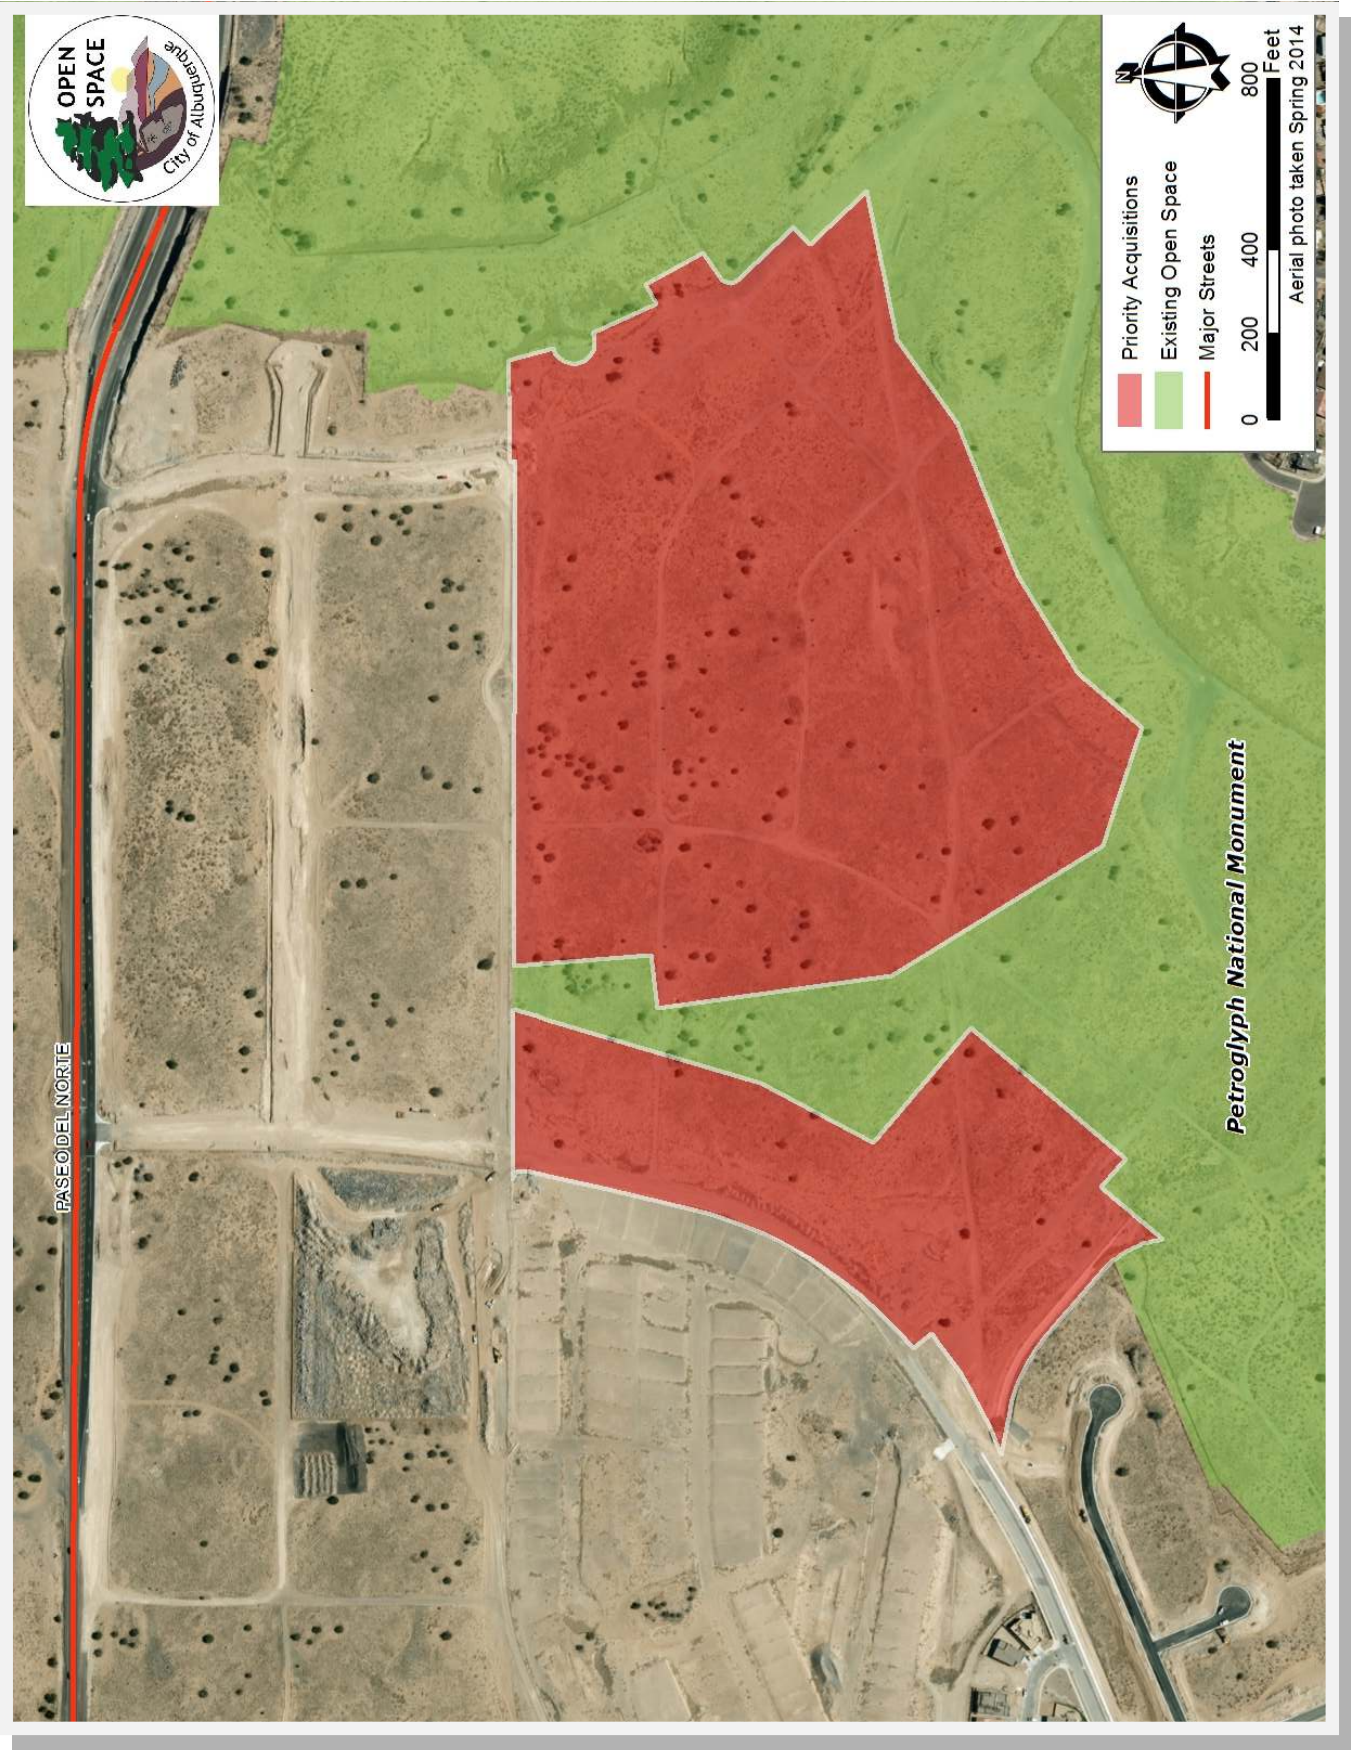 OPEN
SPACE
City of Albuquerque
PASEO DEL NORTE
Petroglyph National Monument
N
Priority Acquisitions
Existing Open Space
Major Streets
0 200 400 800
Feet
Aerial photo taken Spring 2014